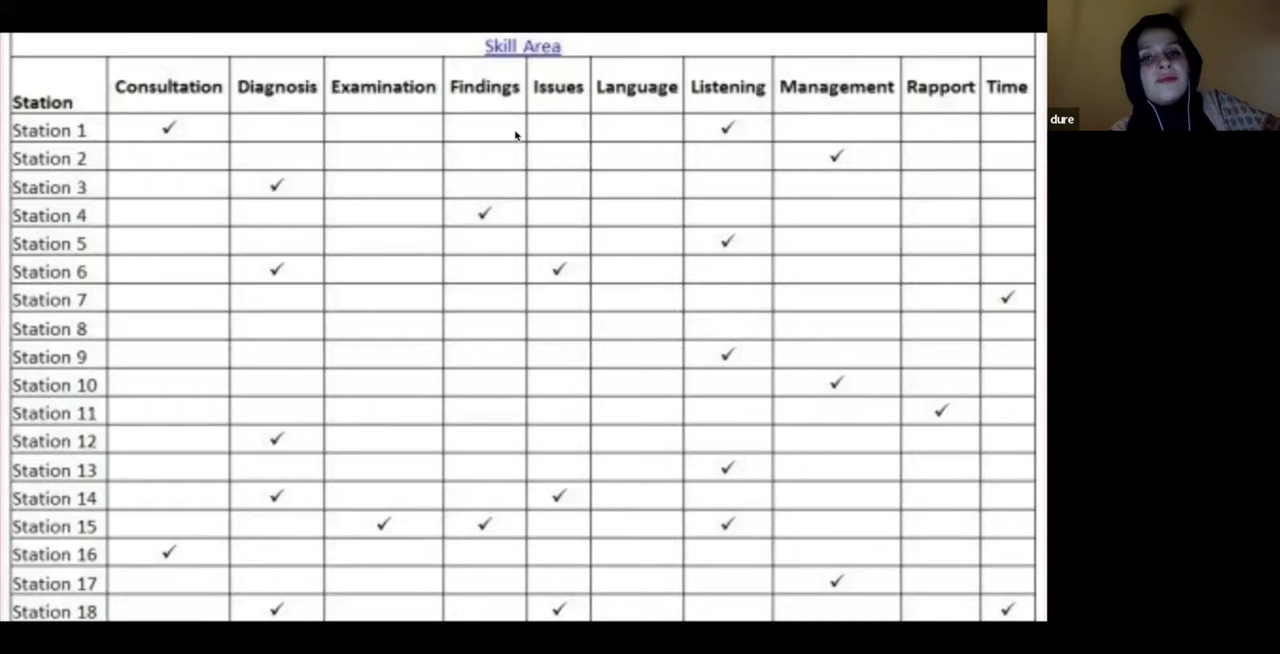 Skill Area
Station Consultation Diagnosis Examination Findings Issues Language Listening Management Rapport Time
Station 1 ✓ ✓
Station 2 ✓
Station 3 ✓
Station 4 ✓
Station 5 ✓
Station 6 ✓ ✓
Station 7 ✓
Station 8
Station 9 ✓
Station 10 ✓
Station 11 ✓
Station 12 ✓
Station 13 ✓
Station 14 ✓ ✓
Station 15 ✓ ✓ ✓
Station 16 ✓
Station 17 ✓
Station 18 ✓ ✓ ✓
dure